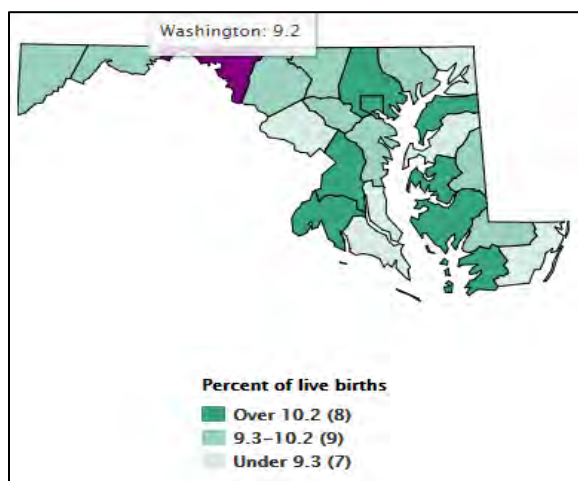 Washington: 9.2
Percent of live births
Over 10.2 (8)
9.3-10.2 (9)
Under 9.3 (7)